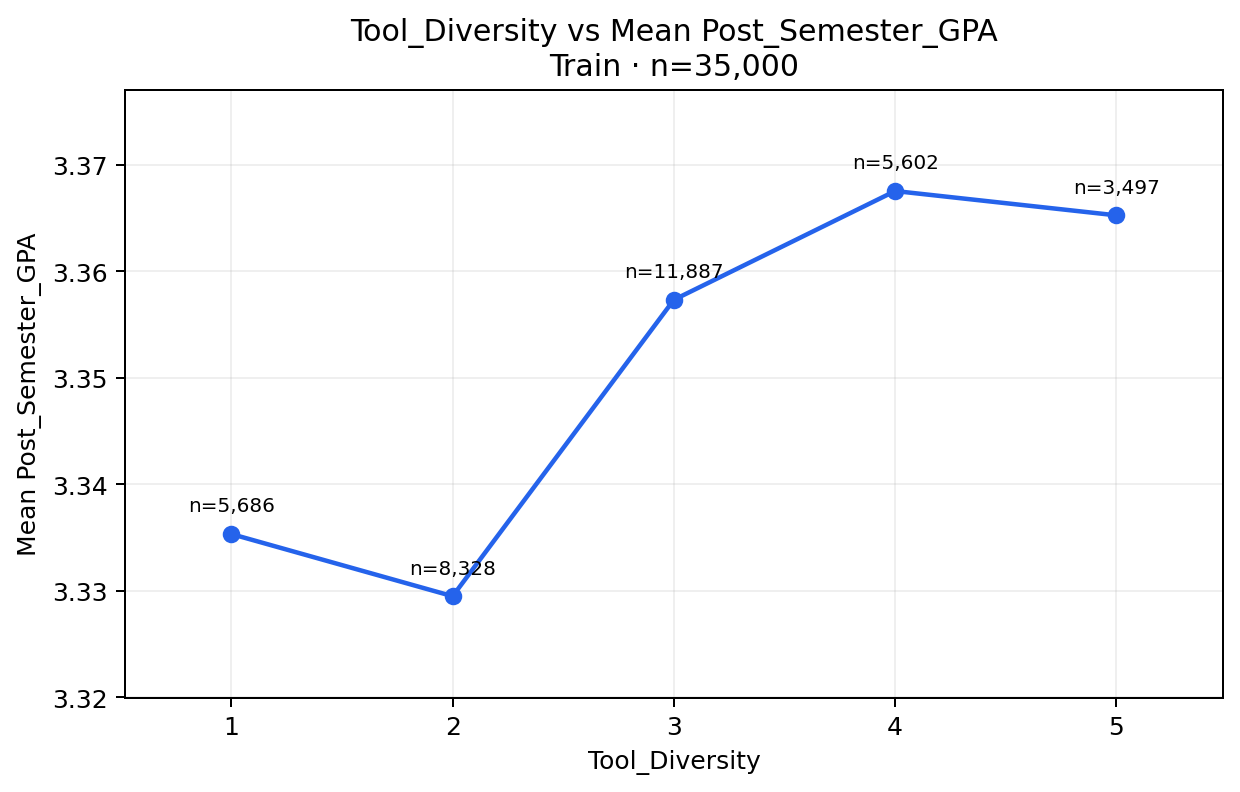 Tool_Diversity vs Mean Post_Semester_GPA
Train · n=35,000
Mean Post_Semester_GPA
3.37
3.36
3.35
3.34
3.33
3.32
n=5,686
n=8,328
n=11,887
n=5,602
n=3,497
1 2 3 4 5
Tool_Diversity